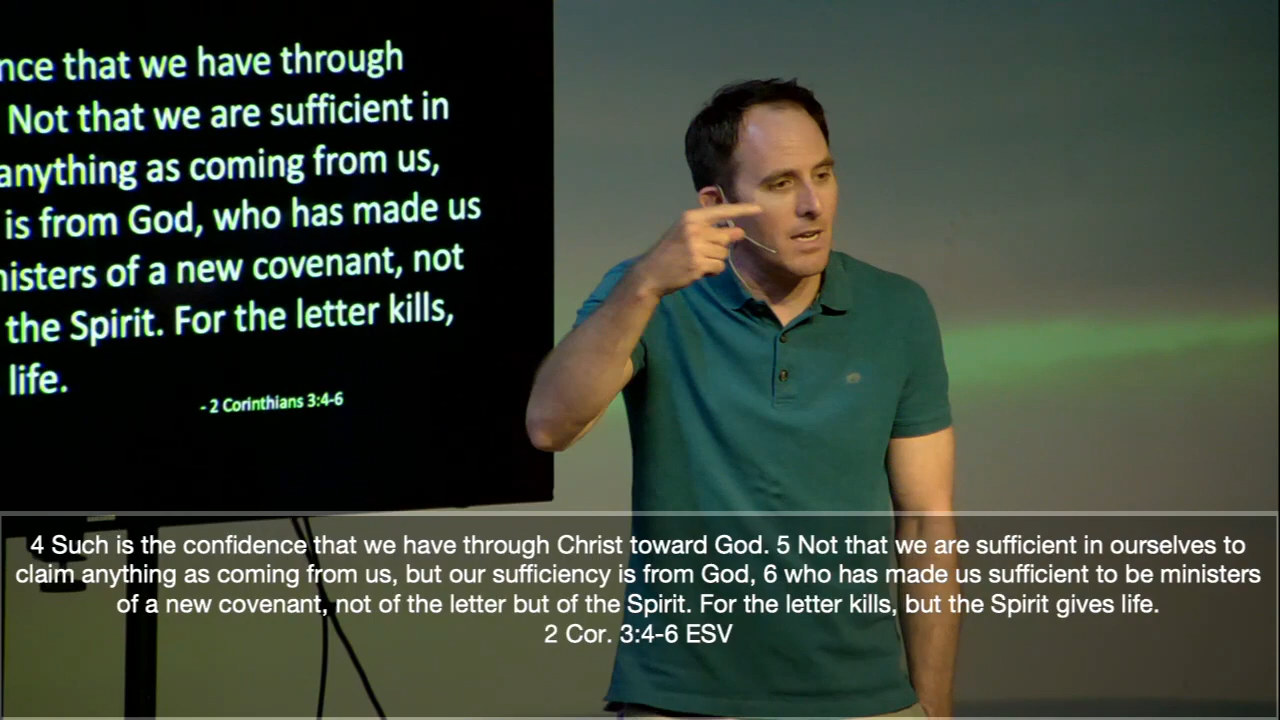 nce that we have through
Not that we are sufficient in
anything as coming from us,
is from God, who has made us
nisters of a new covenant, not
the Spirit. For the letter kills,
life.
- 2 Corinthians 3:4-6
4 Such is the confidence that we have through Christ toward God. 5 Not that we are sufficient in ourselves to
claim anything as coming from us, but our sufficiency is from God, 6 who has made us sufficient to be ministers
of a new covenant, not of the letter but of the Spirit. For the letter kills, but the Spirit gives life.
2 Cor. 3:4-6 ESV